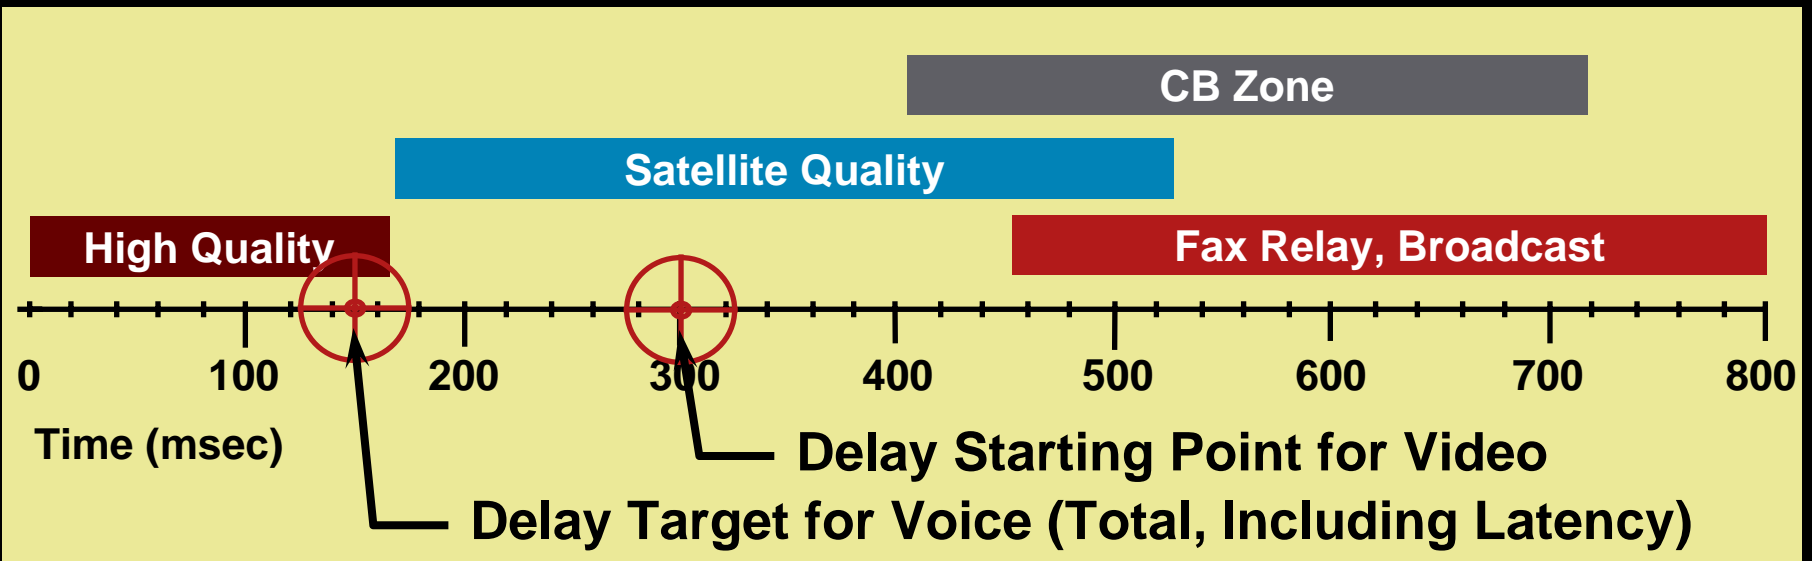 CB Zone
Satellite Quality
High Quality
Fax Relay, Broadcast
0 100 200 300 400 500 600 700 800
Time (msec)
Delay Starting Point for Video
Delay Target for Voice (Total, Including Latency)